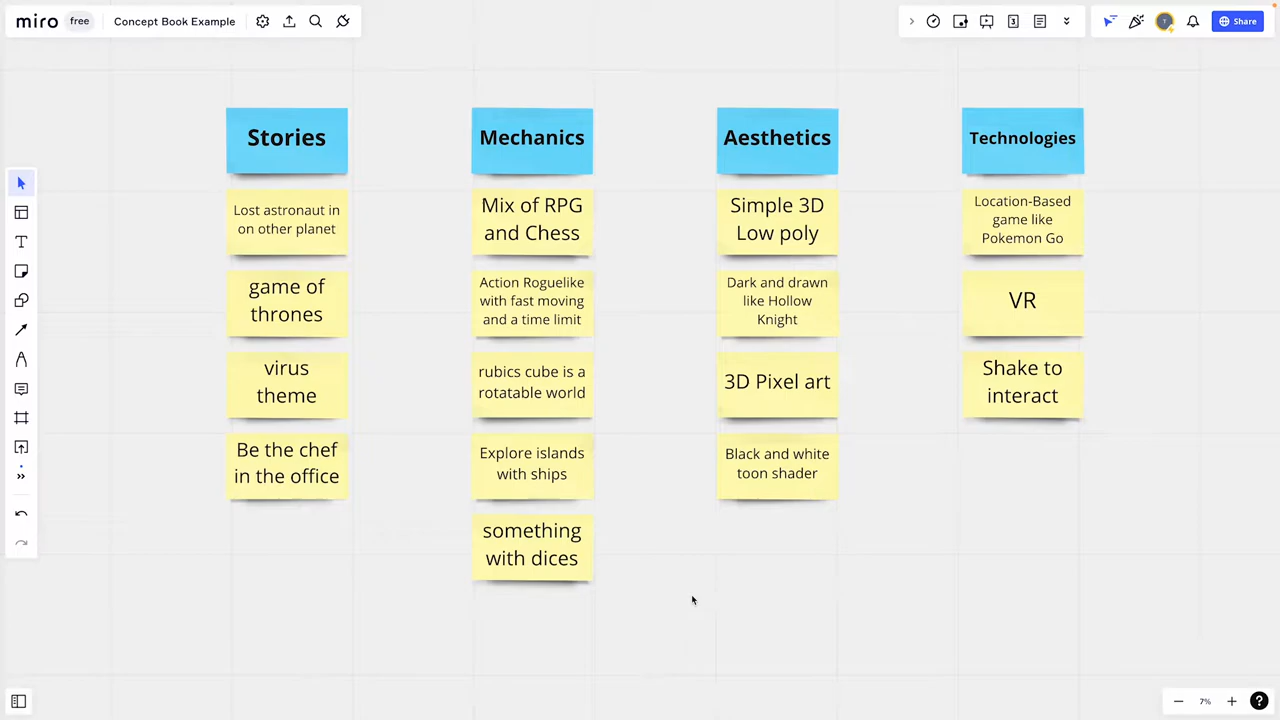 miro free Concept Book Example
3 Share
Stories
Lost astronaut in
on other planet
game of
thrones
virus
theme
Be the chef
in the office
Mechanics
Mix of RPG
and Chess
Action Roguelike
with fast moving
and a time limit
rubics cube is a
rotatable world
Explore islands
with ships
something
with dices
Aesthetics
Simple 3D
Low poly
Dark and drawn
like Hollow
Knight
3D Pixel art
Black and white
toon shader
Technologies
Location-Based
game like
Pokemon Go
VR
Shake to
interact
7%